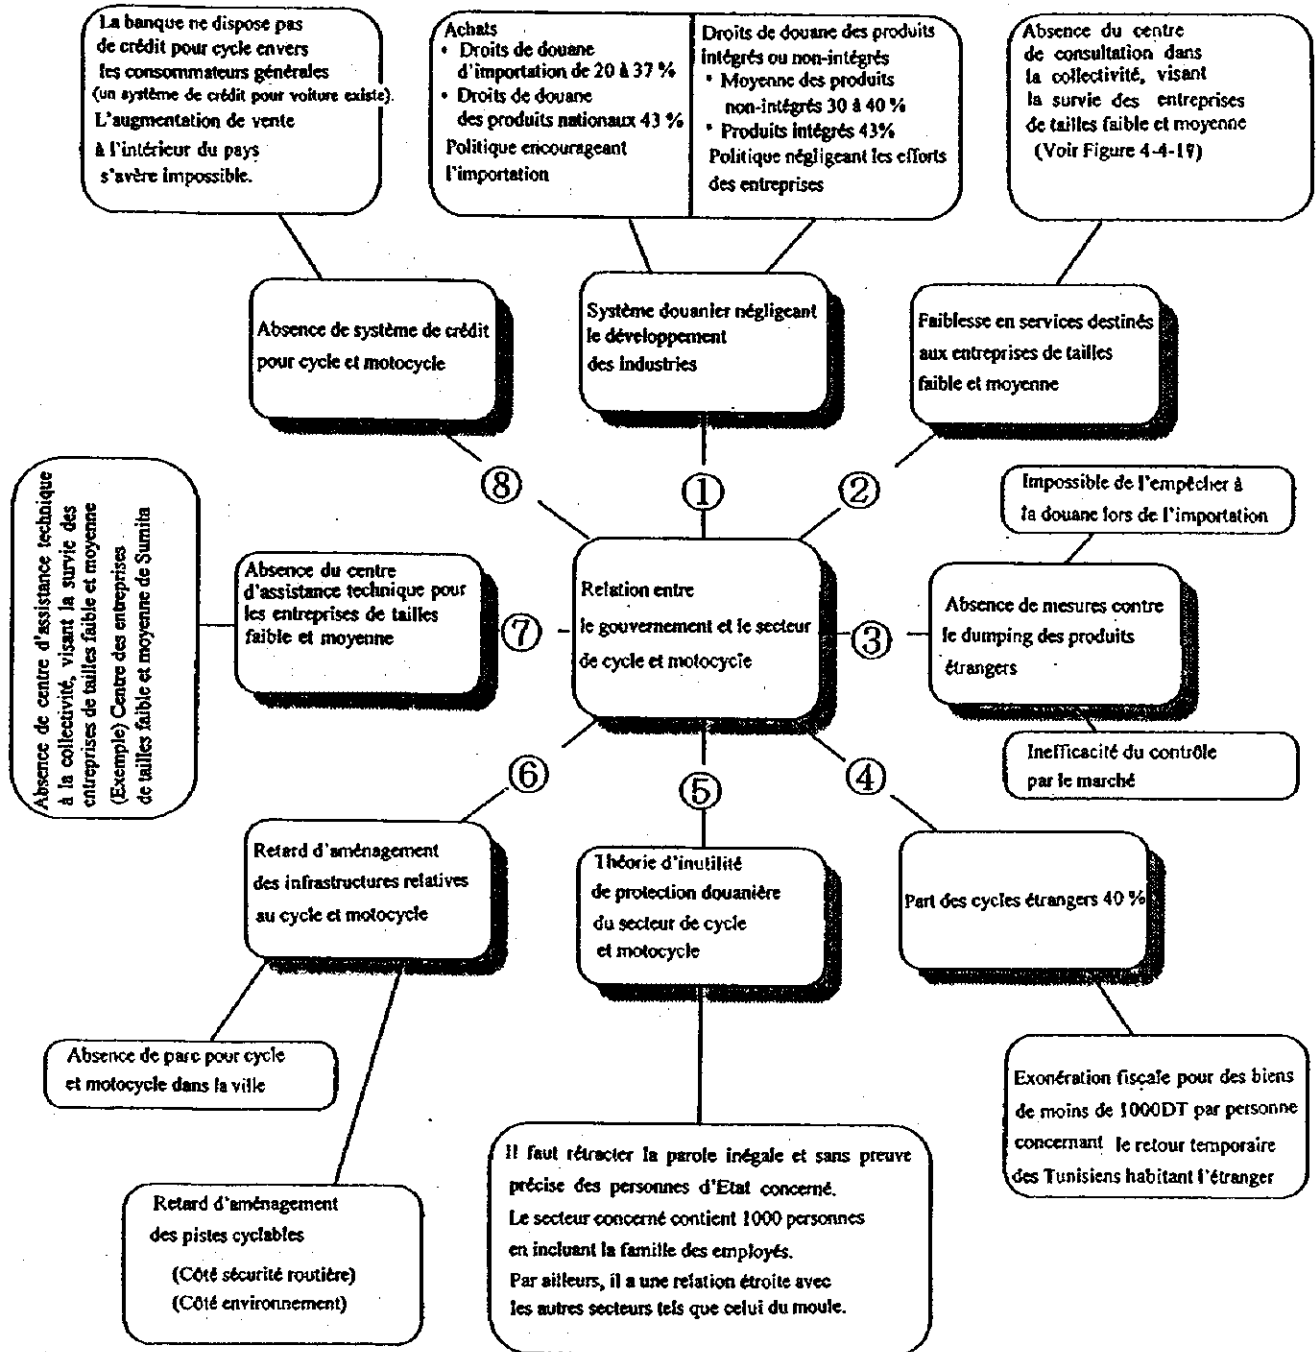 La banque ne dispose pas
de crédit pour cycle envers
les consommateurs générales
(un système de crédit pour voiture existe).
L'augmentation de vente
à l'intérieur du pays
s'avère impossible.
Achats
• Droits de douane
d'importation de 20 à 37 %
• Droits de douane
des produits nationaux 43 %
Politique encourageant
l'importation
Droits de douane des produits
intégrés ou non-intégrés
• Moyenne des produits
non-intégrés 30 à 40 %
• Produits intégrés 43%
Politique négligeant les efforts
des entreprises
Absence du centre
de consultation dans
la collectivité, visant
la survie des entreprises
de tailles faible et moyenne
(Voir Figure 4-4-19)
Absence de système de crédit
pour cycle et motocycle
Système douanier négligeant
le développement
des industries
Faiblesse en services destinés
aux entreprises de tailles
faible et moyenne
⑧
①
②
Impossible de l'empêcher à
la douane lors de l'importation
Absence de centre d'assistance technique
à la collectivité, visant la survie des
entreprises de tailles faible et moyenne
(Exemple) Centre des entreprises
de tailles faible et moyenne de Sumita
Absence du centre
d'assistance technique pour
les entreprises de tailles
faible et moyenne
⑦
Relation entre
le gouvernement et le secteur
de cycle et motocycle
③
Absence de mesures contre
le dumping des produits
étrangers
Inefficacité du contrôle
par le marché
⑥
⑤
④
Retard d'aménagement
des infrastructures relatives
au cycle et motocycle
Théorie d'inutilité
de protection douanière
du secteur de cycle
et motocycle
Part des cycles étrangers 40 %
Absence de parc pour cycle
et motocycle dans la ville
Retard d'aménagement
des pistes cyclables
(Côté sécurité routière)
(Côté environnement)
Il faut rétracter la parole inégale et sans preuve
précise des personnes d'Etat concerné.
Le secteur concerné contient 1000 personnes
en incluant la famille des employés.
Par ailleurs, il a une relation étroite avec
les autres secteurs tels que celui du moule.
Exonération fiscale pour des biens
de moins de 1000DT par personne
concernant le retour temporaire
des Tunisiens habitant l'étranger